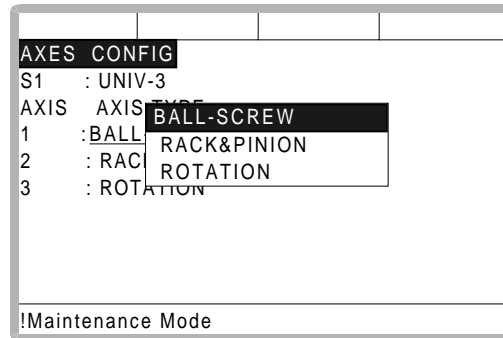 AXES CONFIG
S1 : UNIV-3
AXIS AXIS
1 :BALL
2 : RAC
3 : ROTATION
BALL-SCREW
RACK&PINION
ROTATION
!Maintenance Mode